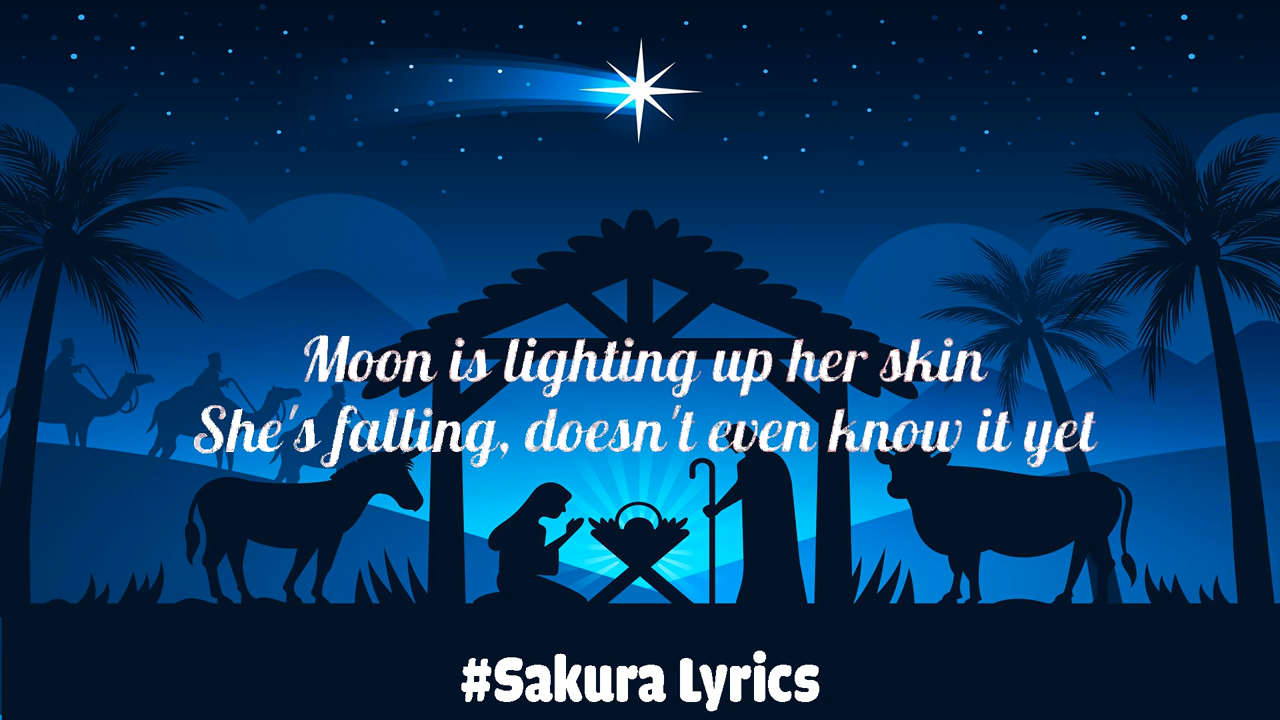 Moon is lighting up her skin
She's falling, doesn't even know it yet
#Sakura Lyrics